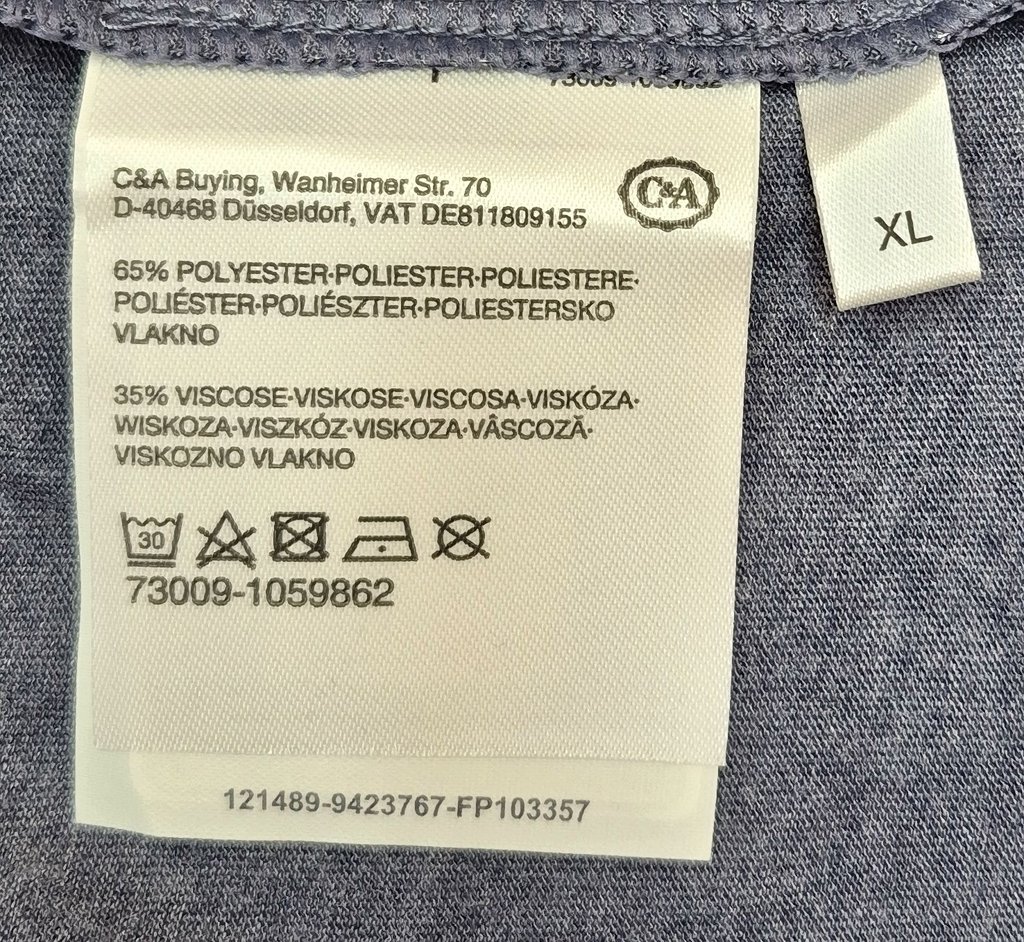 C&A Buying, Wanheimer Str. 70
D-40468 Düsseldorf, VAT DE811809155
C&A
XL
65% POLYESTER·POLIESTER·POLIESTERE·
POLIÉSTER·POLIÉSZTER·POLIESTERSKO
VLAKNO
35% VISCOSE·VISKOSE·VISCOSA·VISKÓZA·
WISKOZA·VISZKÓZ·VISKOZA·VÂSCOZĂ·
VISKOZNO VLAKNO
30
73009-1059862
121489-9423767-FP103357